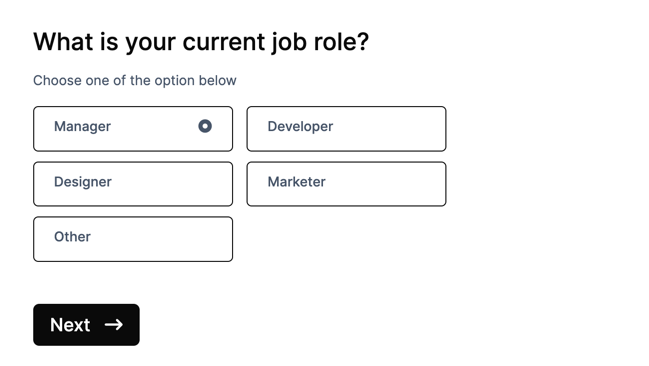 What is your current job role?
Choose one of the option below
Manager
Developer
Designer
Marketer
Other
Next